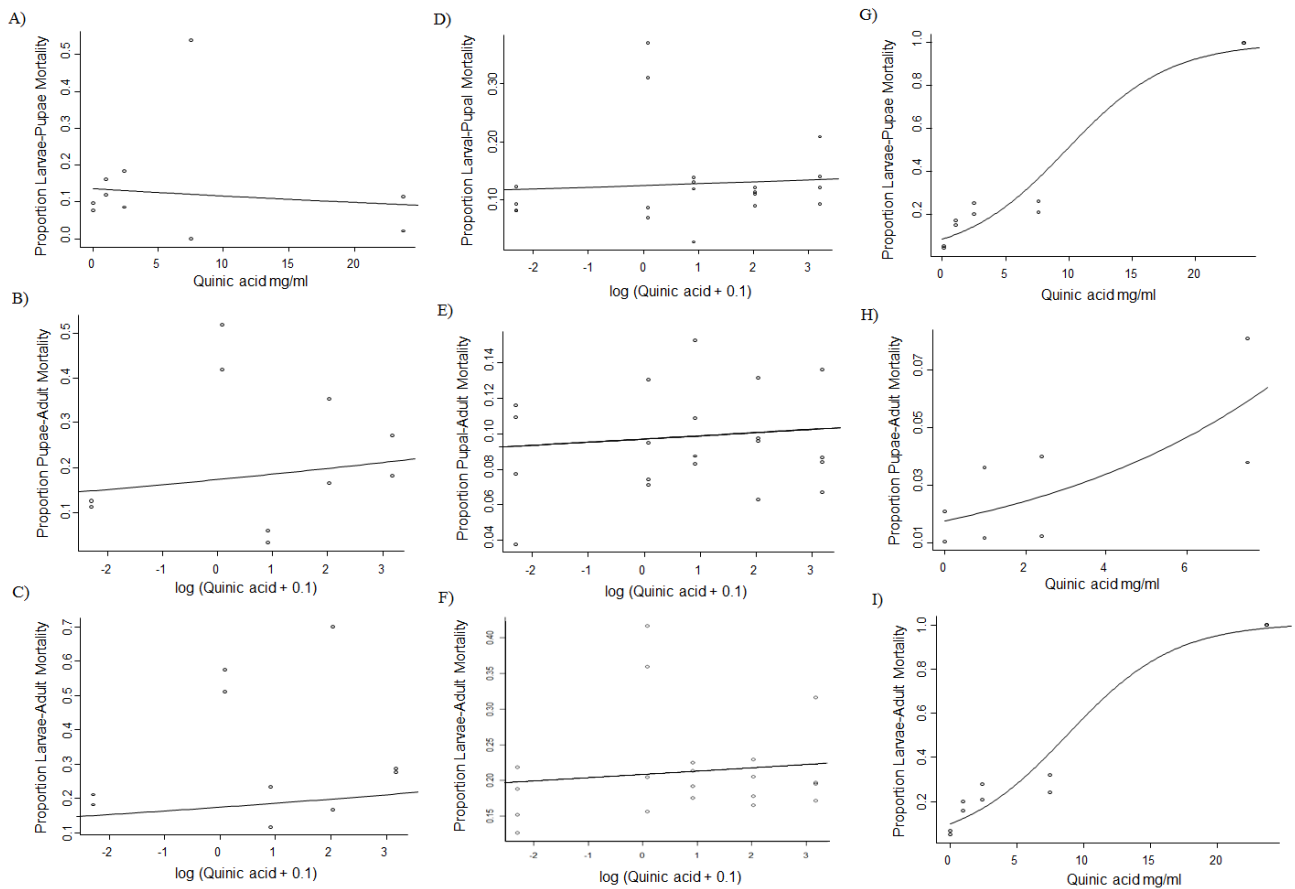 A)
Proportion Larvae-Pupae Mortality
0.0 0.1 0.2 0.3 0.4 0.5
0 5 10 15 20
Quinic acid mg/ml
B)
Proportion Pupae-Adult Mortality
0.1 0.2 0.3 0.4 0.5
-2 -1 0 1 2 3
log (Quinic acid + 0.1)
C)
Proportion Larvae-Adult Mortality
0.1 0.2 0.3 0.4 0.5 0.6 0.7
-2 -1 0 1 2 3
log (Quinic acid + 0.1)
D)
Proportion Larval-Pupal Mortality
0.10 0.20 0.30
-2 -1 0 1 2 3
log (Quinic acid + 0.1)
E)
Proportion Pupal-Adult Mortality
0.04 0.06 0.08 0.10 0.12 0.14
-2 -1 0 1 2 3
log (Quinic acid + 0.1)
F)
Proportion Larvae-Adult Mortality
0.15 0.20 0.25 0.30 0.35 0.40
-2 -1 0 1 2 3
log (Quinic acid + 0.1)
G)
Proportion Larvae-Pupae Mortality
0.2 0.4 0.6 0.8 1.0
0 5 10 15 20
Quinic acid mg/ml
H)
Proportion Pupae-Adult Mortality
0.01 0.03 0.05 0.07
0 2 4 6
Quinic acid mg/ml
I)
Proportion Larvae-Adult Mortality
0.2 0.4 0.6 0.8 1.0
0 5 10 15 20
Quinic acid mg/ml